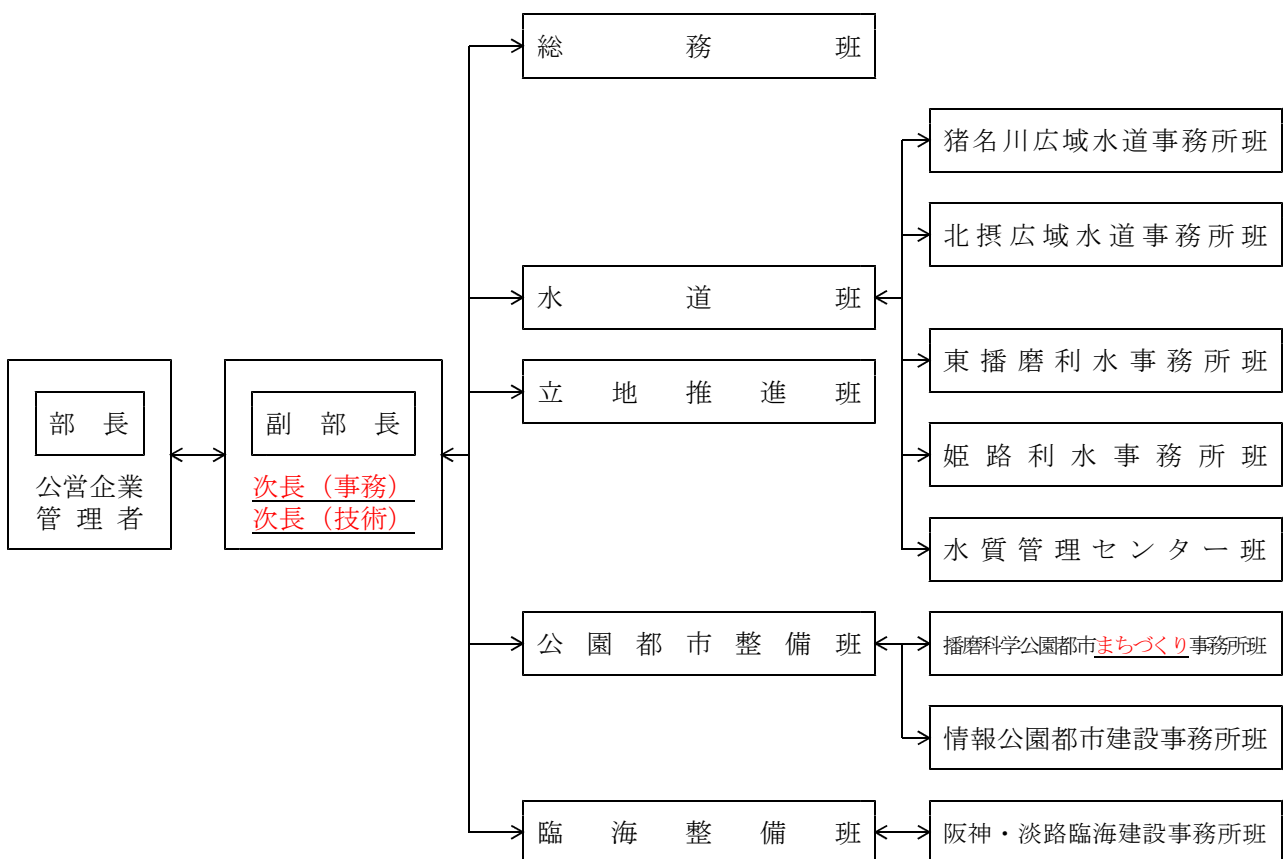 総務班
猪名川広域水道事務所班
北摂広域水道事務所班
水道班
東播磨利水事務所班
立地推進班
部長
副部長
姫路利水事務所班
公営企業
管理者
次長（事務）
次長（技術）
水質管理センター班
公園都市整備班
播磨科学公園都市まちづくり事務所班
情報公園都市建設事務所班
臨海整備班
阪神・淡路臨海建設事務所班